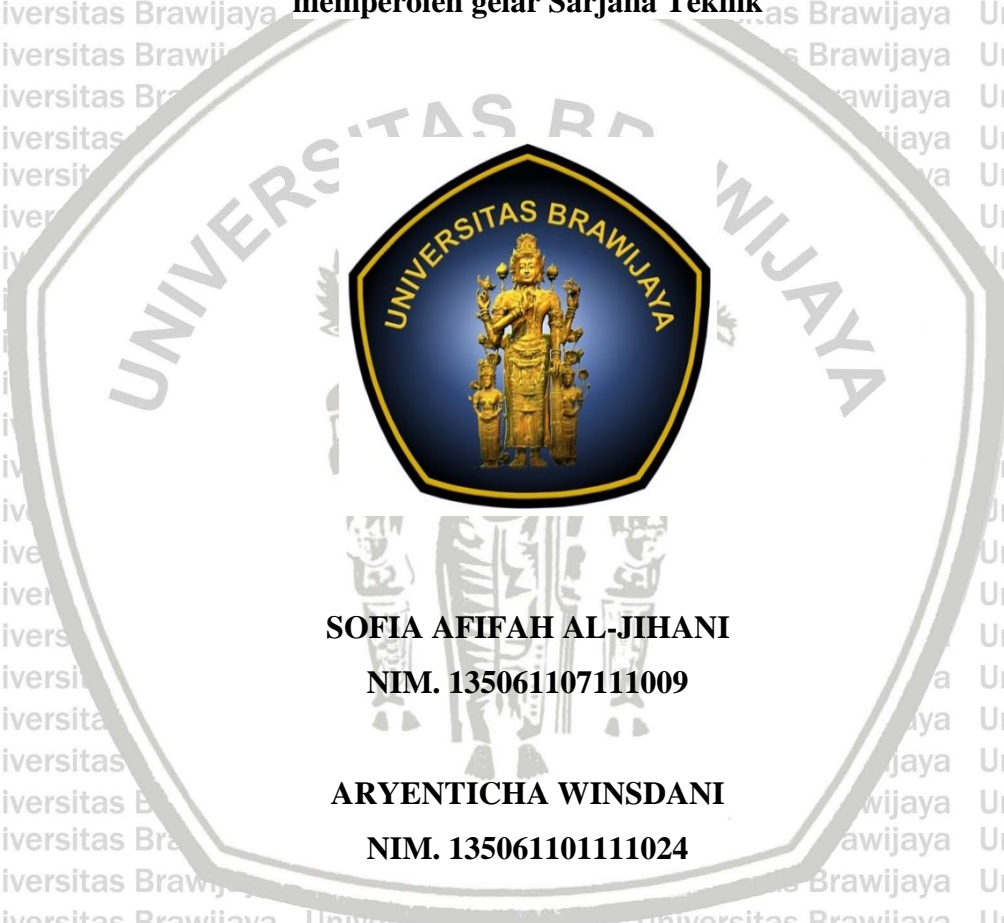 memperoleh gelar Sarjana Teknik
UNIVERSITAS BRAWIJAYA
SOFIA AFIFAH AL-JIHANI
NIM. 135061107111009
ARYENTICHA WINSDANI
NIM. 135061101111024